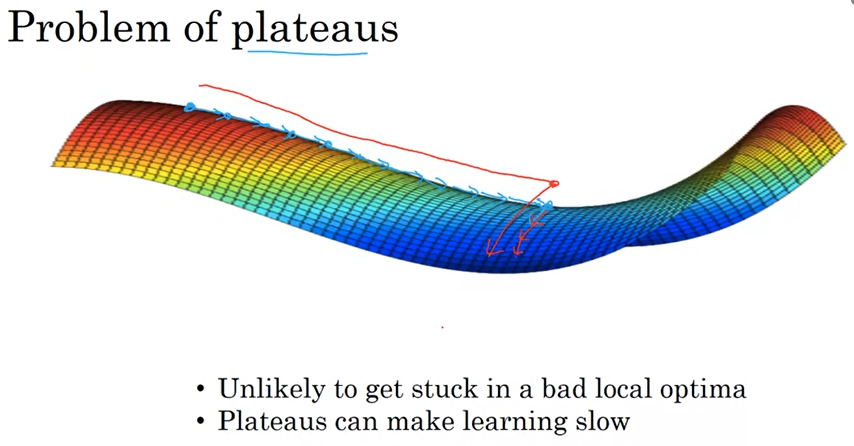 Problem of plateaus
• Unlikely to get stuck in a bad local optima
• Plateaus can make learning slow